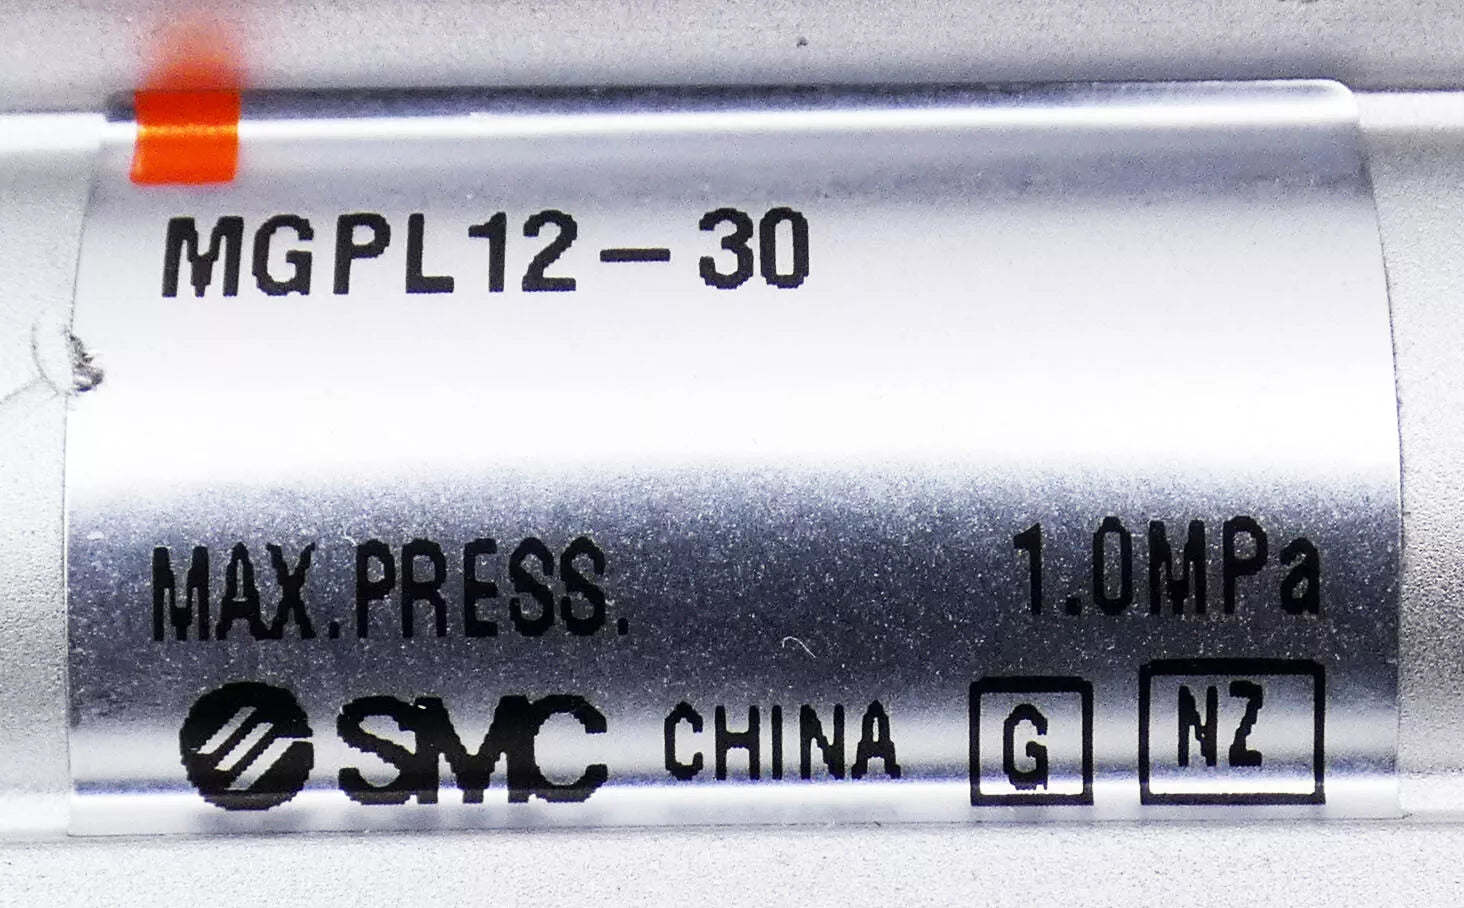 MGPL12-30
MAX.PRESS. 1.0MPa
SMC CHINA G NZ